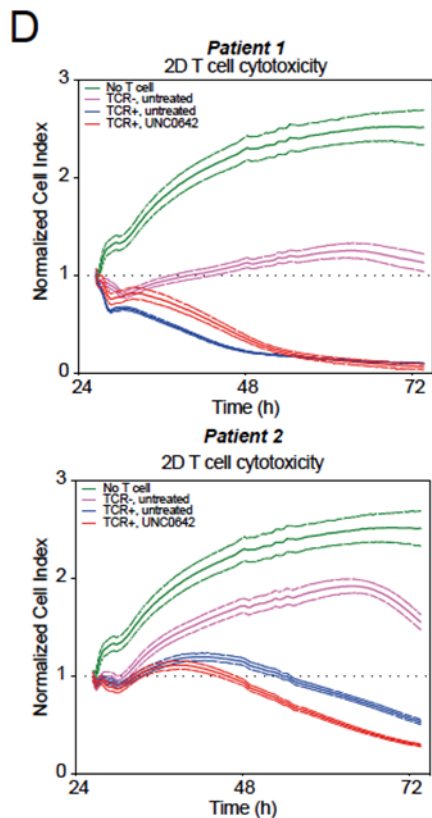 D
Patient 1
2D T cell cytotoxicity
3
No T cell
TCR-, untreated
TCR+, untreated
TCR+, UNC0642
2
1
0
Normalized Cell Index
24
48
72
Time (h)
Patient 2
2D T cell cytotoxicity
3
No T cell
TCR-, untreated
TCR+, untreated
TCR+, UNC0642
2
1
0
Normalized Cell Index
24
48
72
Time (h)